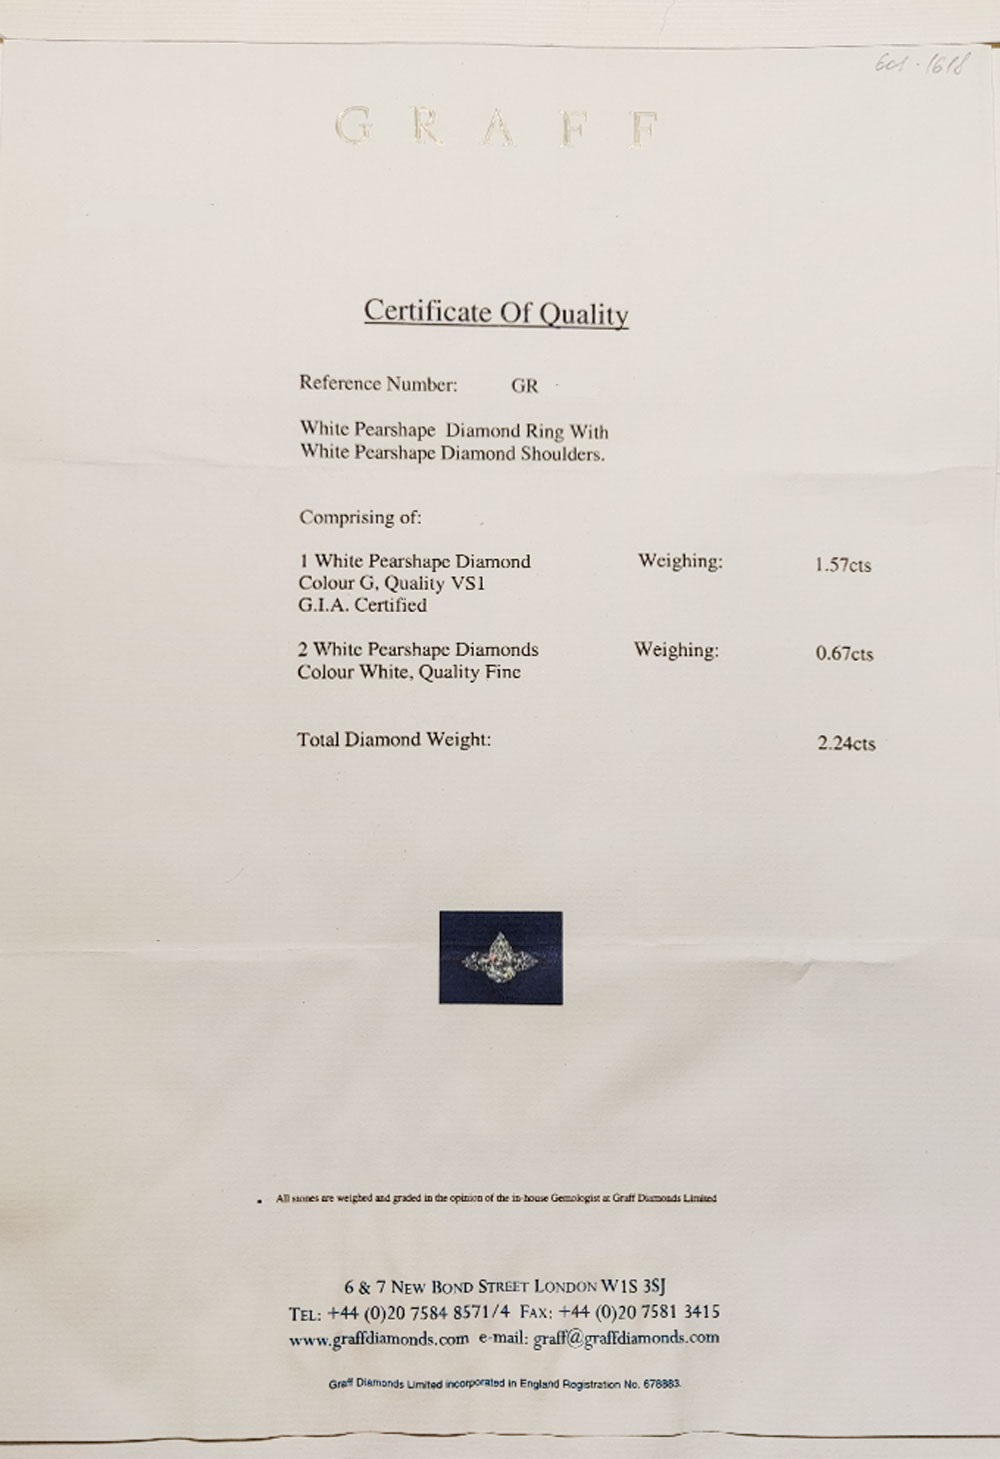 601-1618
GRAFF
Certificate Of Quality
Reference Number: GR
White Pearshape Diamond Ring With
White Pearshape Diamond Shoulders.
Comprising of:
1 White Pearshape Diamond Weighing: 1.57cts
Colour G, Quality VS1
G.I.A. Certified
2 White Pearshape Diamonds Weighing: 0.67cts
Colour White, Quality Fine
Total Diamond Weight: 2.24cts
• All stones are weighed and graded in the opinion of the in-house Gemologist at Graff Diamonds Limited
6 & 7 NEW BOND STREET LONDON W1S 3SJ
TEL: +44 (0)20 7584 8571/4 FAX: +44 (0)20 7581 3415
www.graffdiamonds.com e-mail: graff@graffdiamonds.com
Graff Diamonds Limited incorporated in England Registration No. 678883.